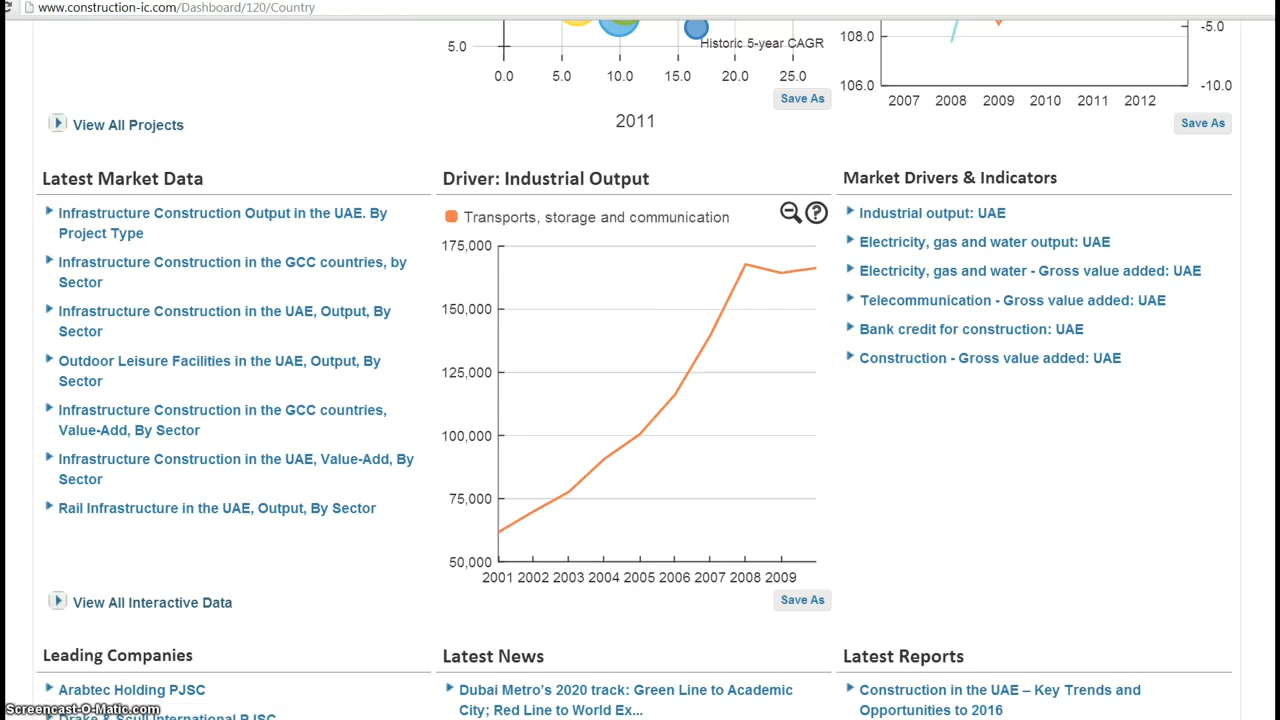 www.construction-ic.com/Dashboard/120/Country
5.0
Historic 5-year CAGR
0.0 5.0 10.0 15.0 20.0 25.0
Save As
2011
-5.0
108.0
106.0
-10.0
2007 2008 2009 2010 2011 2012
Save As
View All Projects
Latest Market Data
Infrastructure Construction Output in the UAE. By
Project Type
Infrastructure Construction in the GCC countries, by
Sector
Infrastructure Construction in the UAE, Output, By
Sector
Outdoor Leisure Facilities in the UAE, Output, By
Sector
Infrastructure Construction in the GCC countries,
Value-Add, By Sector
Infrastructure Construction in the UAE, Value-Add, By
Sector
Rail Infrastructure in the UAE, Output, By Sector
View All Interactive Data
Driver: Industrial Output
Transports, storage and communication
175,000
150,000
125,000
100,000
75,000
50,000
2001 2002 2003 2004 2005 2006 2007 2008 2009
Save As
Market Drivers & Indicators
Industrial output: UAE
Electricity, gas and water output: UAE
Electricity, gas and water - Gross value added: UAE
Telecommunication - Gross value added: UAE
Bank credit for construction: UAE
Construction - Gross value added: UAE
Leading Companies
Arabtec Holding PJSC
Drake & Scull International PJSC
Latest News
Dubai Metro's 2020 track: Green Line to Academic
City; Red Line to World Ex...
Latest Reports
Construction in the UAE – Key Trends and
Opportunities to 2016
Screencast-O-Matic.com